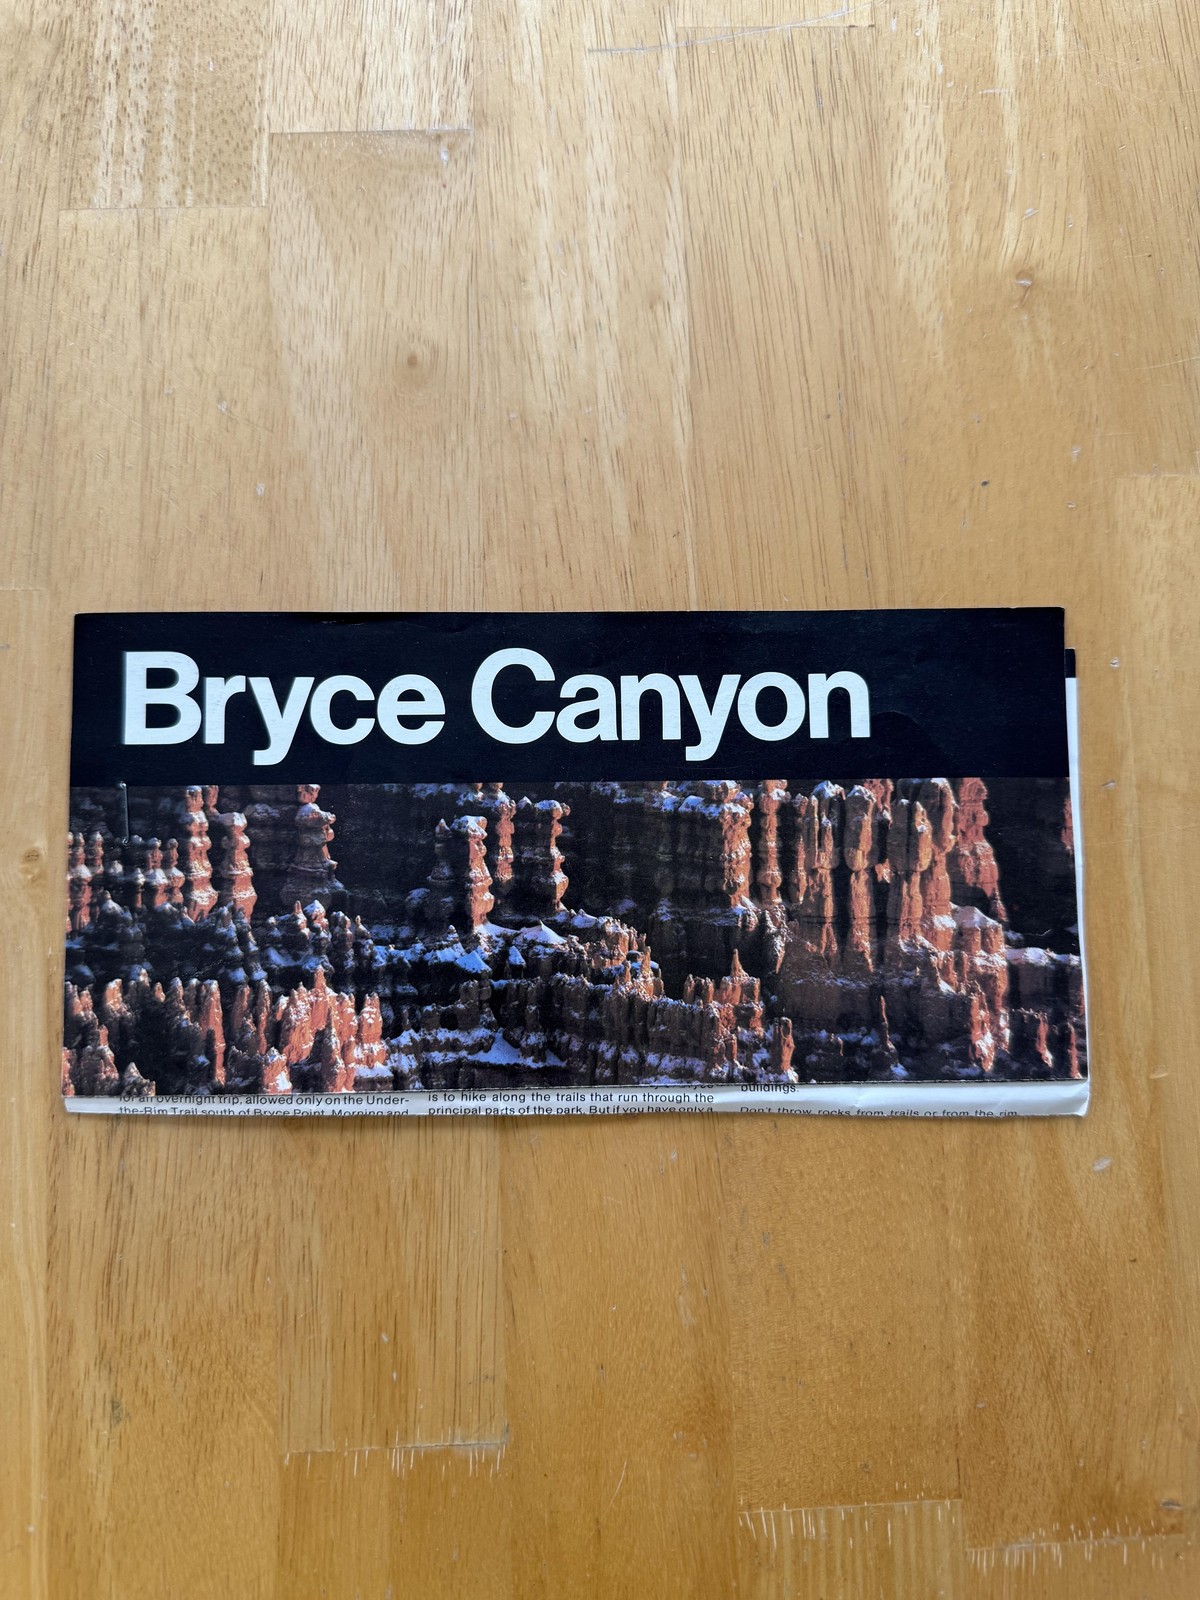 Bryce Canyon
for an overnight trip, allowed only on the Under-
the-Rim Trail south of Bryce Point. Morning and
is to hike along the trails that run through the
principal parts of the park. But if you have only a
buildings.
Don't throw rocks from trails or from the rim.